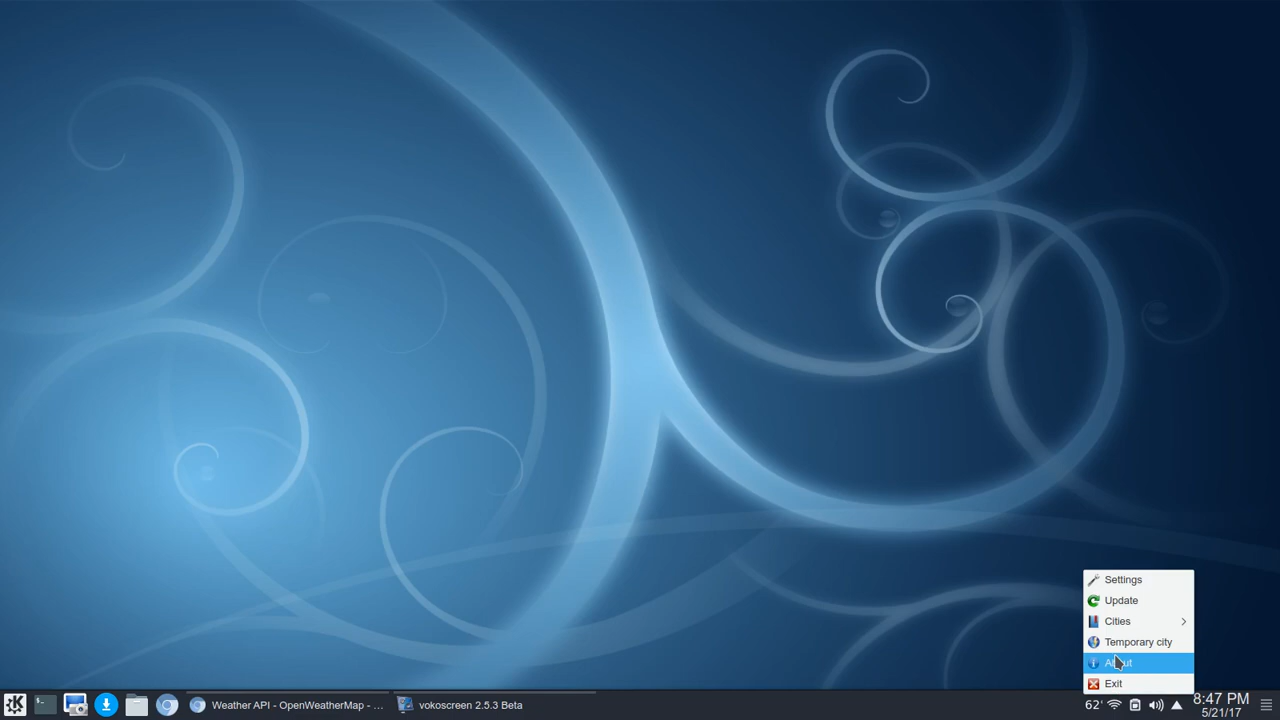 Settings
Update
Cities
Temporary city
About
Exit
Weather API - OpenWeatherMap - ...
vokoscreen 2.5.3 Beta
62°
8:47 PM
5/21/17